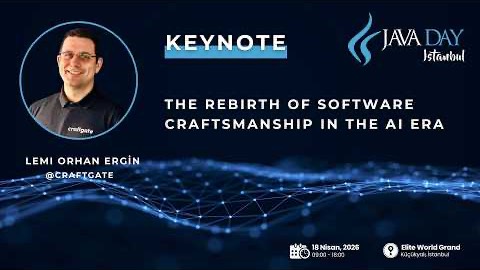 KEYNOTE
JAVA DAY
İstanbul
THE REBIRTH OF SOFTWARE
CRAFTSMANSHIP IN THE AI ERA
craftgate
LEMI ORHAN ERGİN
@CRAFTGATE
18 Nisan, 2026
09:00 - 18:00
Elite World Grand
Küçükyalı, İstanbul